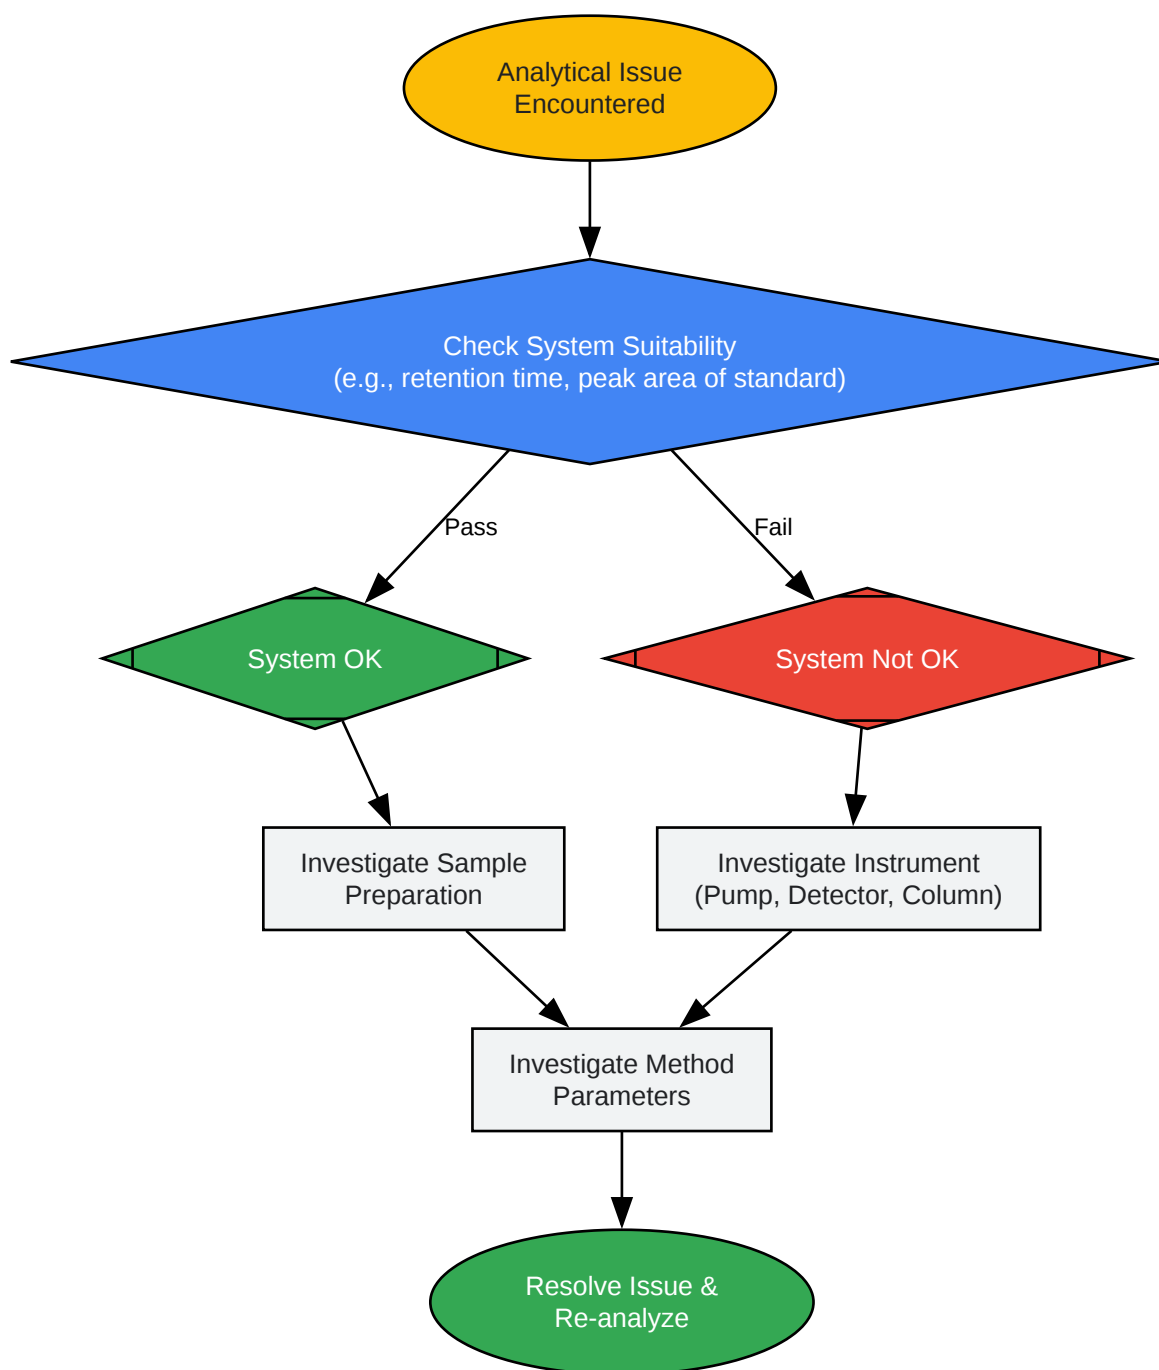 Analytical Issue
Encountered
Check System Suitability
(e.g., retention time, peak area of standard)
Pass
Fail
System OK
System Not OK
Investigate Sample
Preparation
Investigate Instrument
(Pump, Detector, Column)
Investigate Method
Parameters
Resolve Issue &
Re-analyze